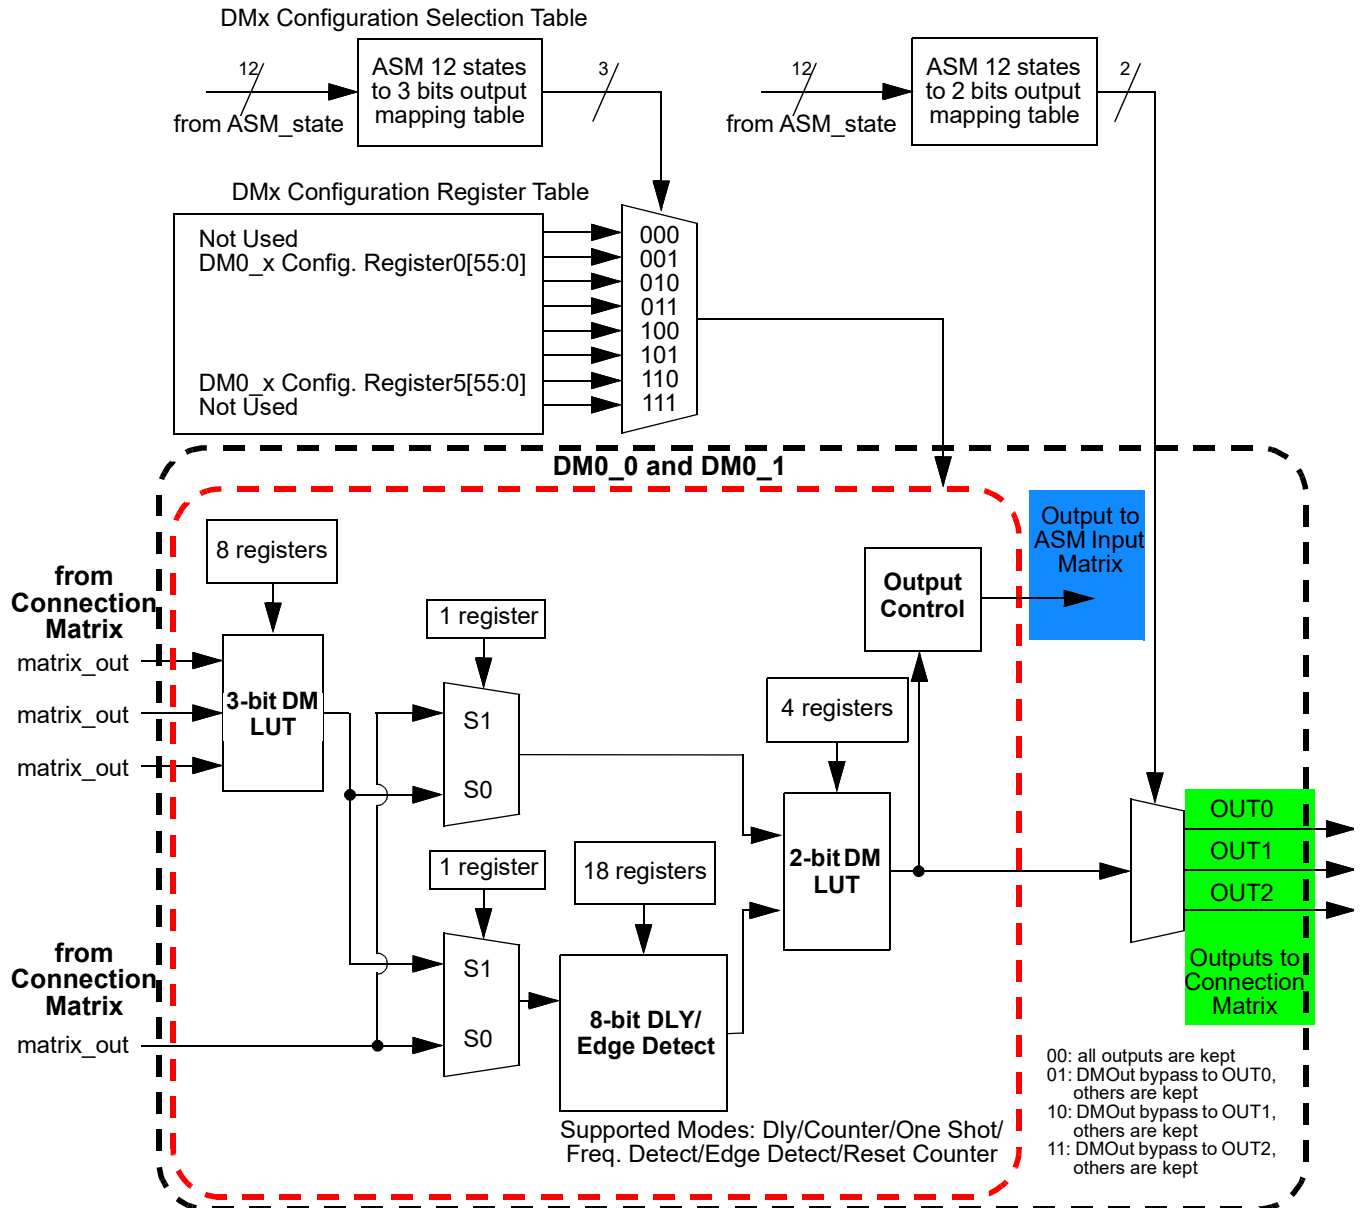 DMx Configuration Selection Table
12
ASM 12 states
to 3 bits output
mapping table
3
from ASM_state
12
ASM 12 states
to 2 bits output
mapping table
2
from ASM_state
DMx Configuration Register Table
Not Used
DM0_x Config. Register0[55:0]
DM0_x Config. Register5[55:0]
Not Used
000
001
010
011
100
101
110
111
DM0_0 and DM0_1
8 registers
from
Connection
Matrix
matrix_out
matrix_out
matrix_out
3-bit DM
LUT
1 register
S1
S0
Output
Control
Output to
ASM Input
Matrix
4 registers
2-bit DM
LUT
1 register
18 registers
S1
S0
8-bit DLY/
Edge Detect
from
Connection
Matrix
matrix_out
OUT0
OUT1
OUT2
Outputs to
Connection
Matrix
Supported Modes: Dly/Counter/One Shot/
Freq. Detect/Edge Detect/Reset Counter
00: all outputs are kept
01: DMOut bypass to OUT0,
others are kept
10: DMOut bypass to OUT1,
others are kept
11: DMOut bypass to OUT2,
others are kept